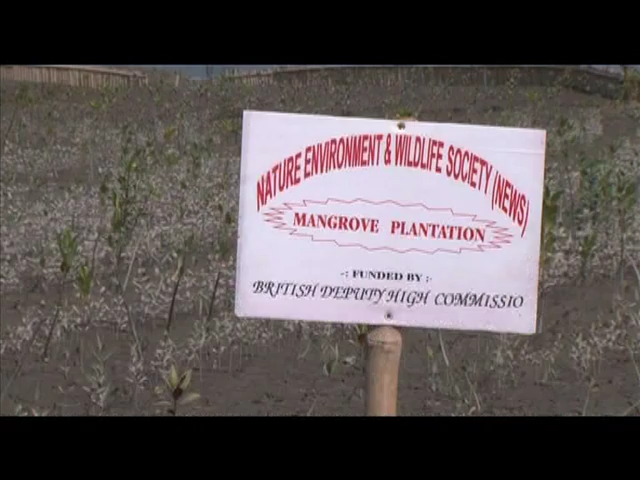 NATURE ENVIRONMENT & WILDLIFE SOCIETY (NEWS)
MANGROVE PLANTATION
-: FUNDED BY :-
BRITISH DEPUTY HIGH COMMISSIO